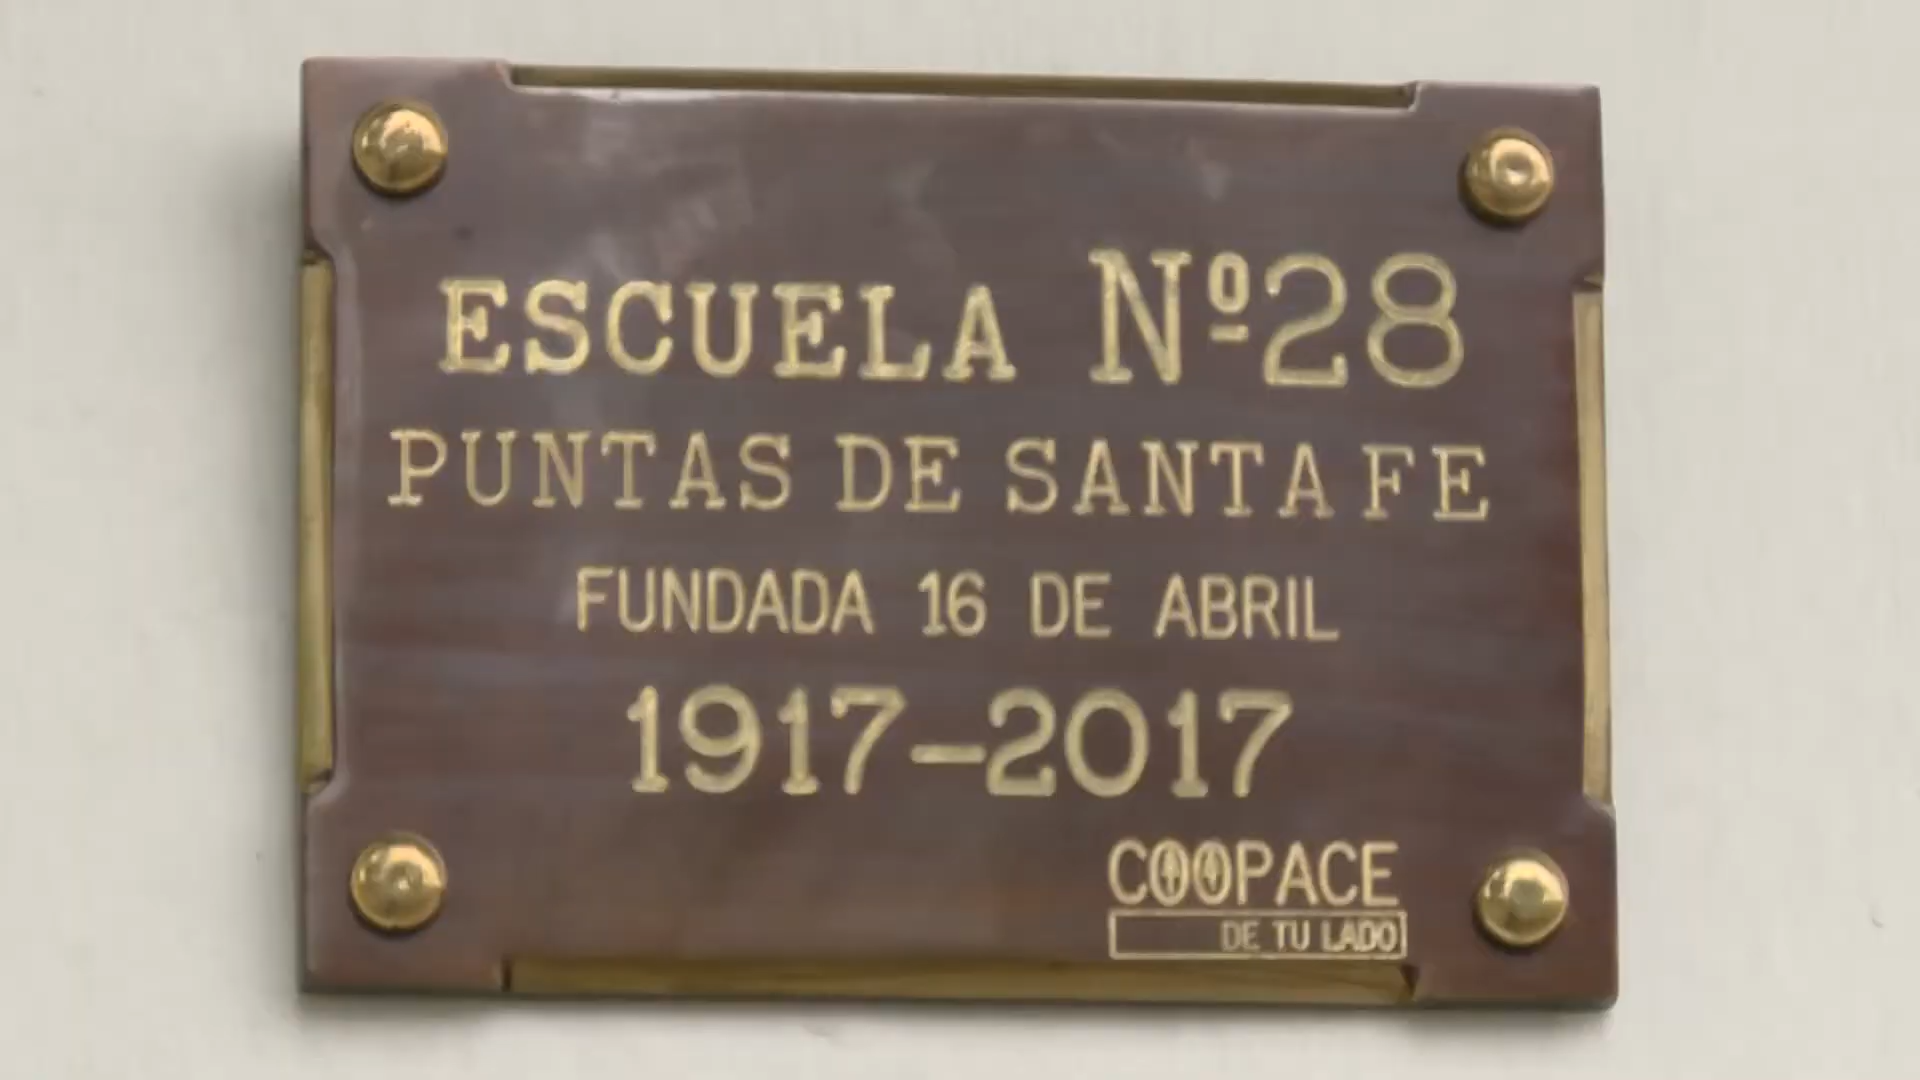 ESCUELA Nº28
PUNTAS DE SANTA FE
FUNDADA 16 DE ABRIL
1917-2017
COOPACE
DE TU LADO